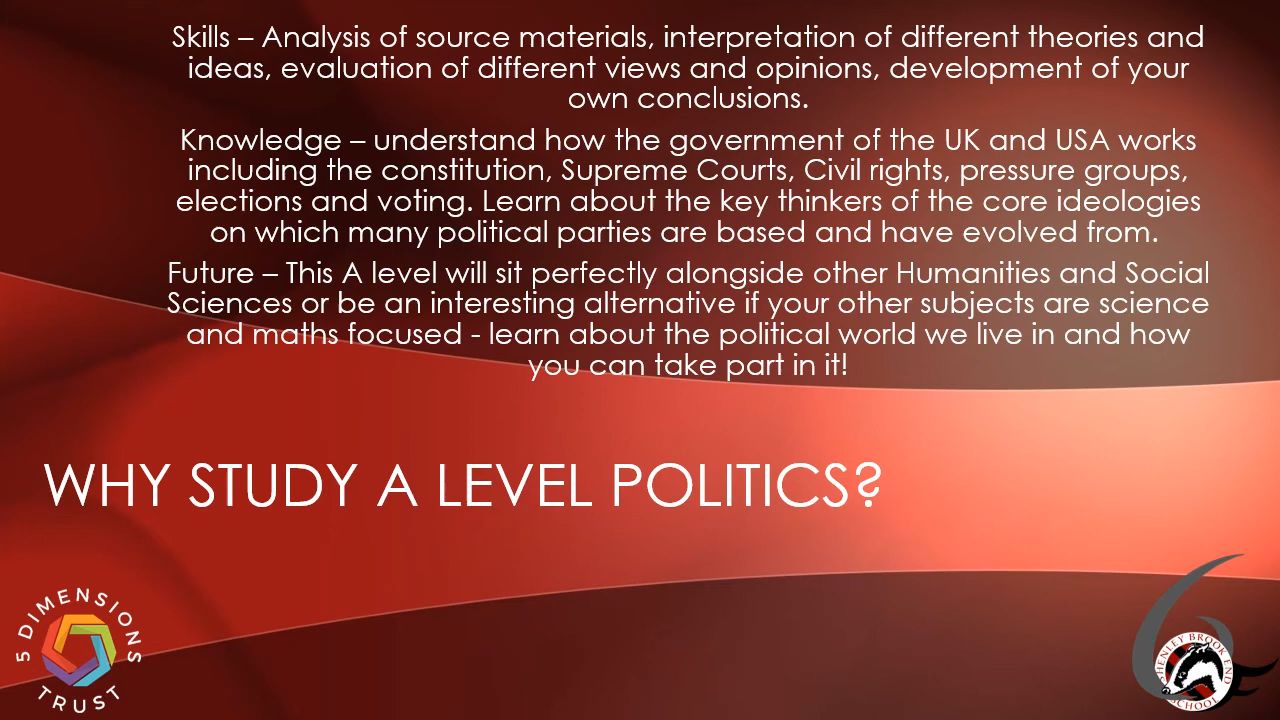 Skills – Analysis of source materials, interpretation of different theories and
ideas, evaluation of different views and opinions, development of your
own conclusions.
Knowledge – understand how the government of the UK and USA works
including the constitution, Supreme Courts, Civil rights, pressure groups,
elections and voting. Learn about the key thinkers of the core ideologies
on which many political parties are based and have evolved from.
Future – This A level will sit perfectly alongside other Humanities and Social
Sciences or be an interesting alternative if your other subjects are science
and maths focused - learn about the political world we live in and how
you can take part in it!
WHY STUDY A LEVEL POLITICS?
5 DIMENSIONS
TRUST
6
HENLEY BROOK END
SCHOOL